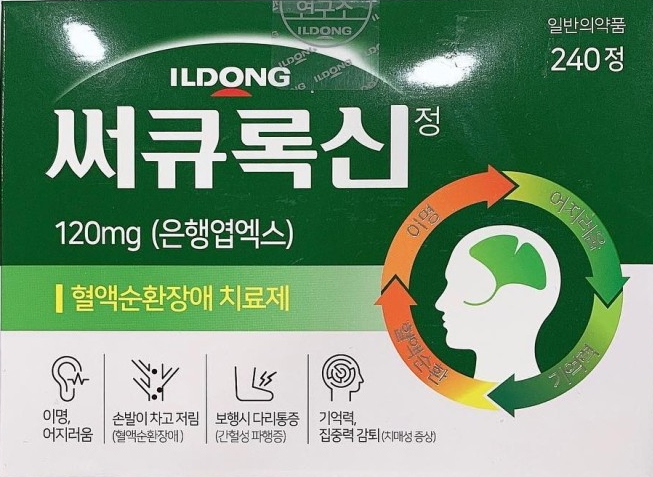 연구소
ILDONG
일반의약품
240정
ILDONG
써큐록신정
120mg (은행엽엑스)
혈액순환장애 치료제
이명
어지러움
혈액순환
이명,
어지러움
손발이 차고 저림
(혈액순환장애)
보행시 다리통증
(간헐성 파행증)
기억력,
집중력 감퇴(치매성 증상)